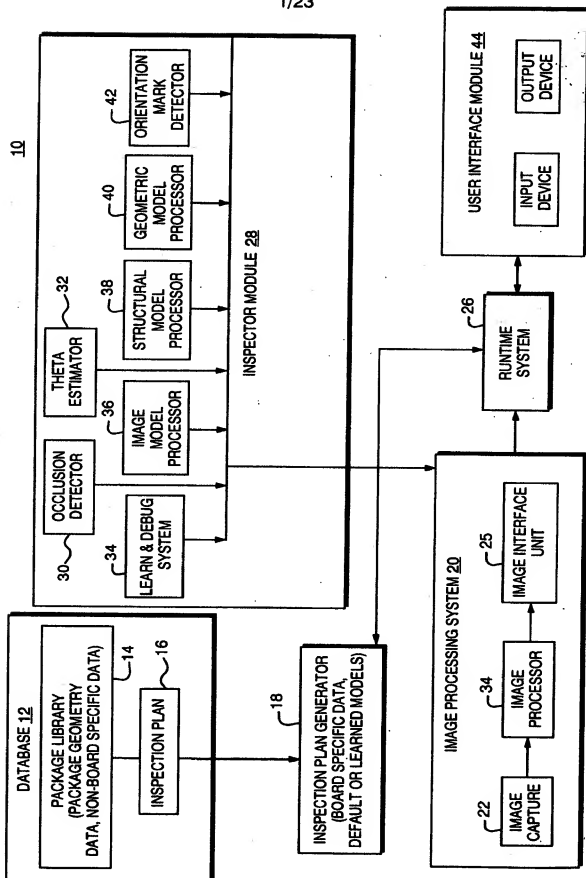 1/23
10
DATABASE 12
PACKAGE LIBRARY
(PACKAGE GEOMETRY
DATA, NON-BOARD SPECIFIC DATA)
14
INSPECTION PLAN
16
18
INSPECTION PLAN GENERATOR
(BOARD SPECIFIC DATA,
DEFAULT OR LEARNED MODELS)
30
OCCLUSION
DETECTOR
32
THETA
ESTIMATOR
34
LEARN & DEBUG
SYSTEM
36
IMAGE
MODEL
PROCESSOR
38
STRUCTURAL
MODEL
PROCESSOR
40
GEOMETRIC
MODEL
PROCESSOR
42
ORIENTATION
MARK
DETECTOR
INSPECTOR MODULE 28
IMAGE PROCESSING SYSTEM 20
22
IMAGE
CAPTURE
34
IMAGE
PROCESSOR
25
IMAGE INTERFACE
UNIT
26
RUNTIME
SYSTEM
USER INTERFACE MODULE 44
INPUT
DEVICE
OUTPUT
DEVICE